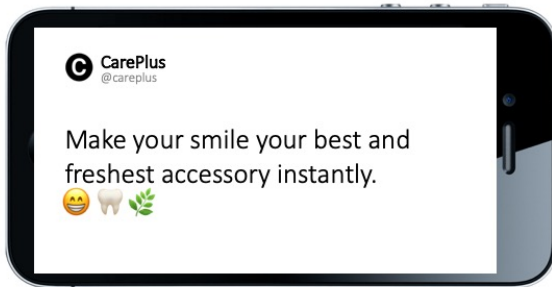 C CarePlus
@careplus
Make your smile your best and
freshest accessory instantly.
😁 🦷 🌿